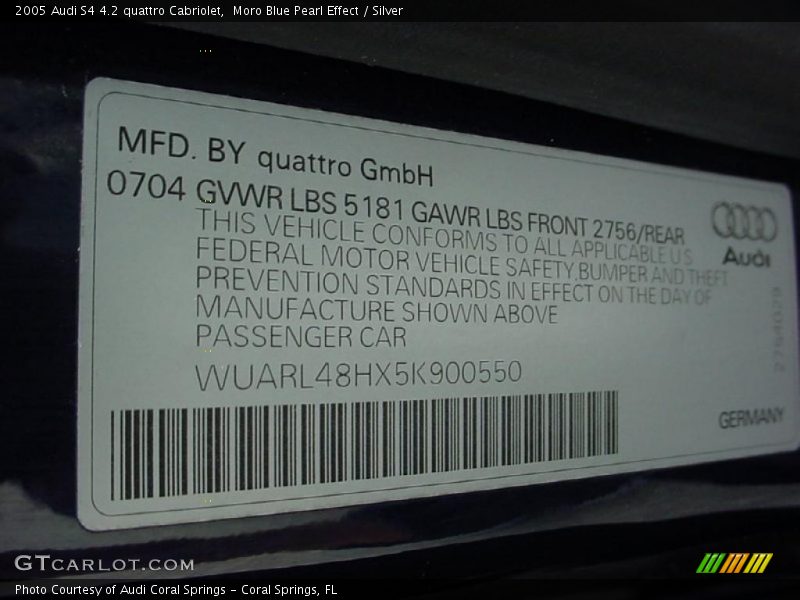 2005 Audi S4 4.2 quattro Cabriolet, Moro Blue Pearl Effect / Silver
MFD. BY quattro GmbH
0704 GVWR LBS 5181 GAWR LBS FRONT 2756/REAR
THIS VEHICLE CONFORMS TO ALL APPLICABLE U S
FEDERAL MOTOR VEHICLE SAFETY,BUMPER AND THEFT
PREVENTION STANDARDS IN EFFECT ON THE DAY OF
MANUFACTURE SHOWN ABOVE
PASSENGER CAR
WUARL48HX5K900550
Audi
GERMANY
GTCARLOT.COM
Photo Courtesy of Audi Coral Springs - Coral Springs, FL